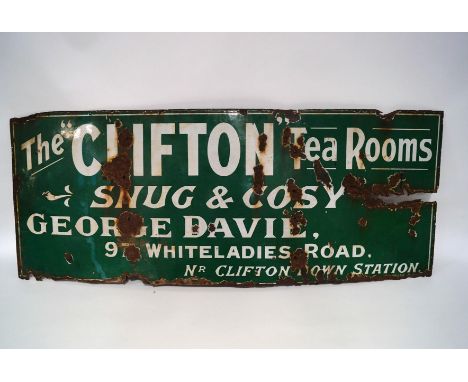 The "CLIFTON" Tea Rooms
SNUG & COSY
GEORGE DAVIE,
WHITELADIES ROAD.
NR CLIFTON DOWN STATION.